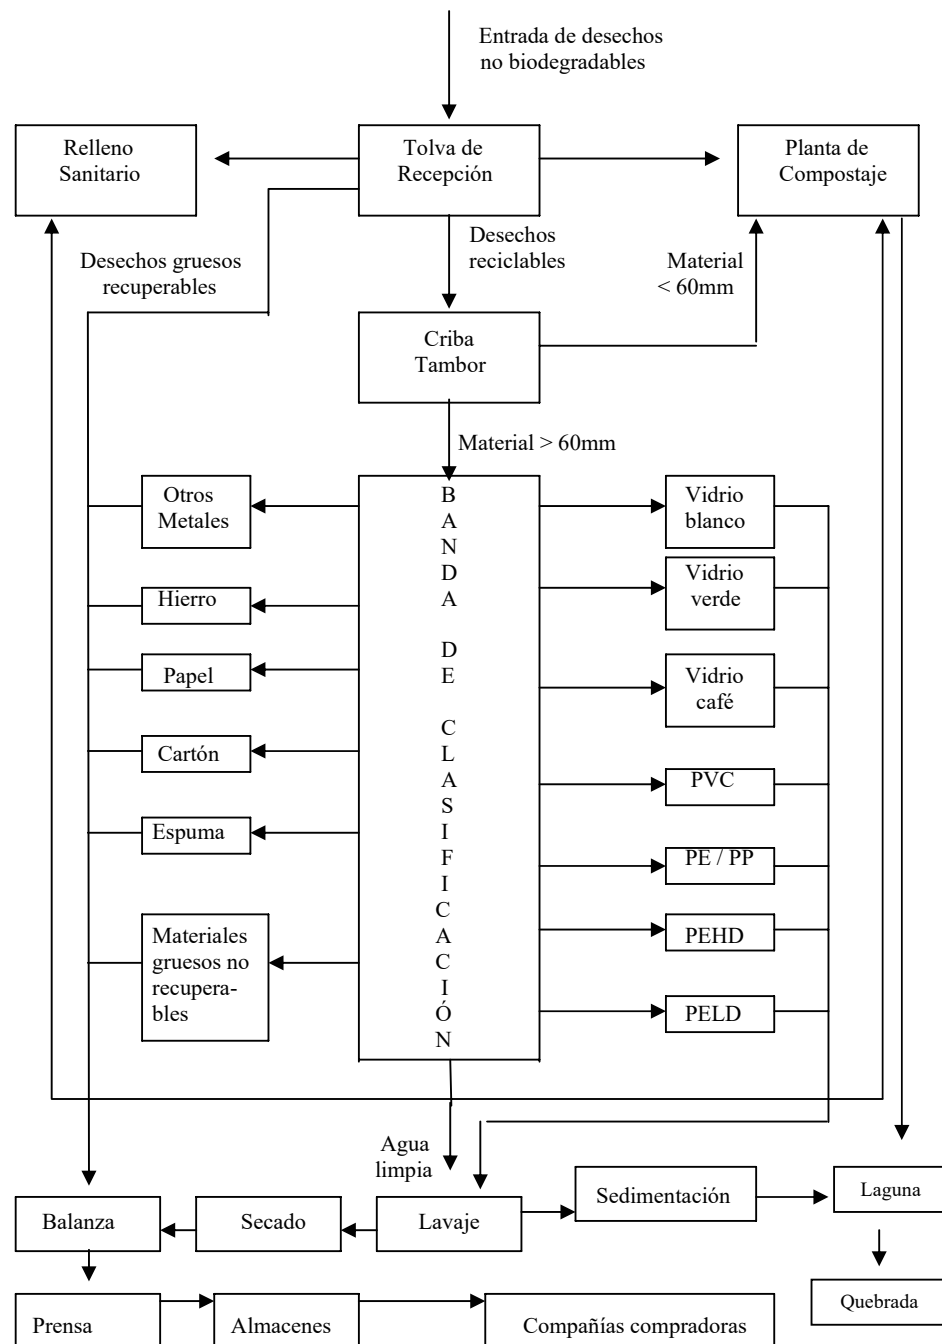 Entrada de desechos
no biodegradables
Relleno
Sanitario
Tolva de
Recepción
Planta de
Compostaje
Desechos
reciclables
Desechos gruesos
recuperables
Material
< 60mm
Criba
Tambor
Material > 60mm
BANDA DE CLASIFICACIÓN
Otros
Metales
Hierro
Papel
Cartón
Espuma
Materiales
gruesos no
recupera-
bles
Vidrio
blanco
Vidrio
verde
Vidrio
café
PVC
PE / PP
PEHD
PELD
Agua
limpia
Balanza
Secado
Lavaje
Sedimentación
Laguna
Quebrada
Prensa
Almacenes
Compañías compradoras